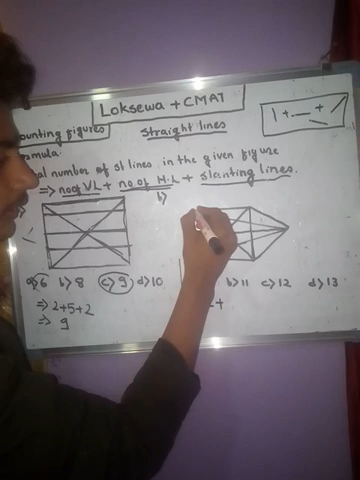 Loksewa + CMAT
ounting figures straight lines
rmula.
al number of st lines in the given figure
=> no of VL + no of H.L + slanting lines.
b)
a) 6 b) 8 c) 9 d) 10
b) 11 c) 12 d) 13
=> 2+5+2
=> 9